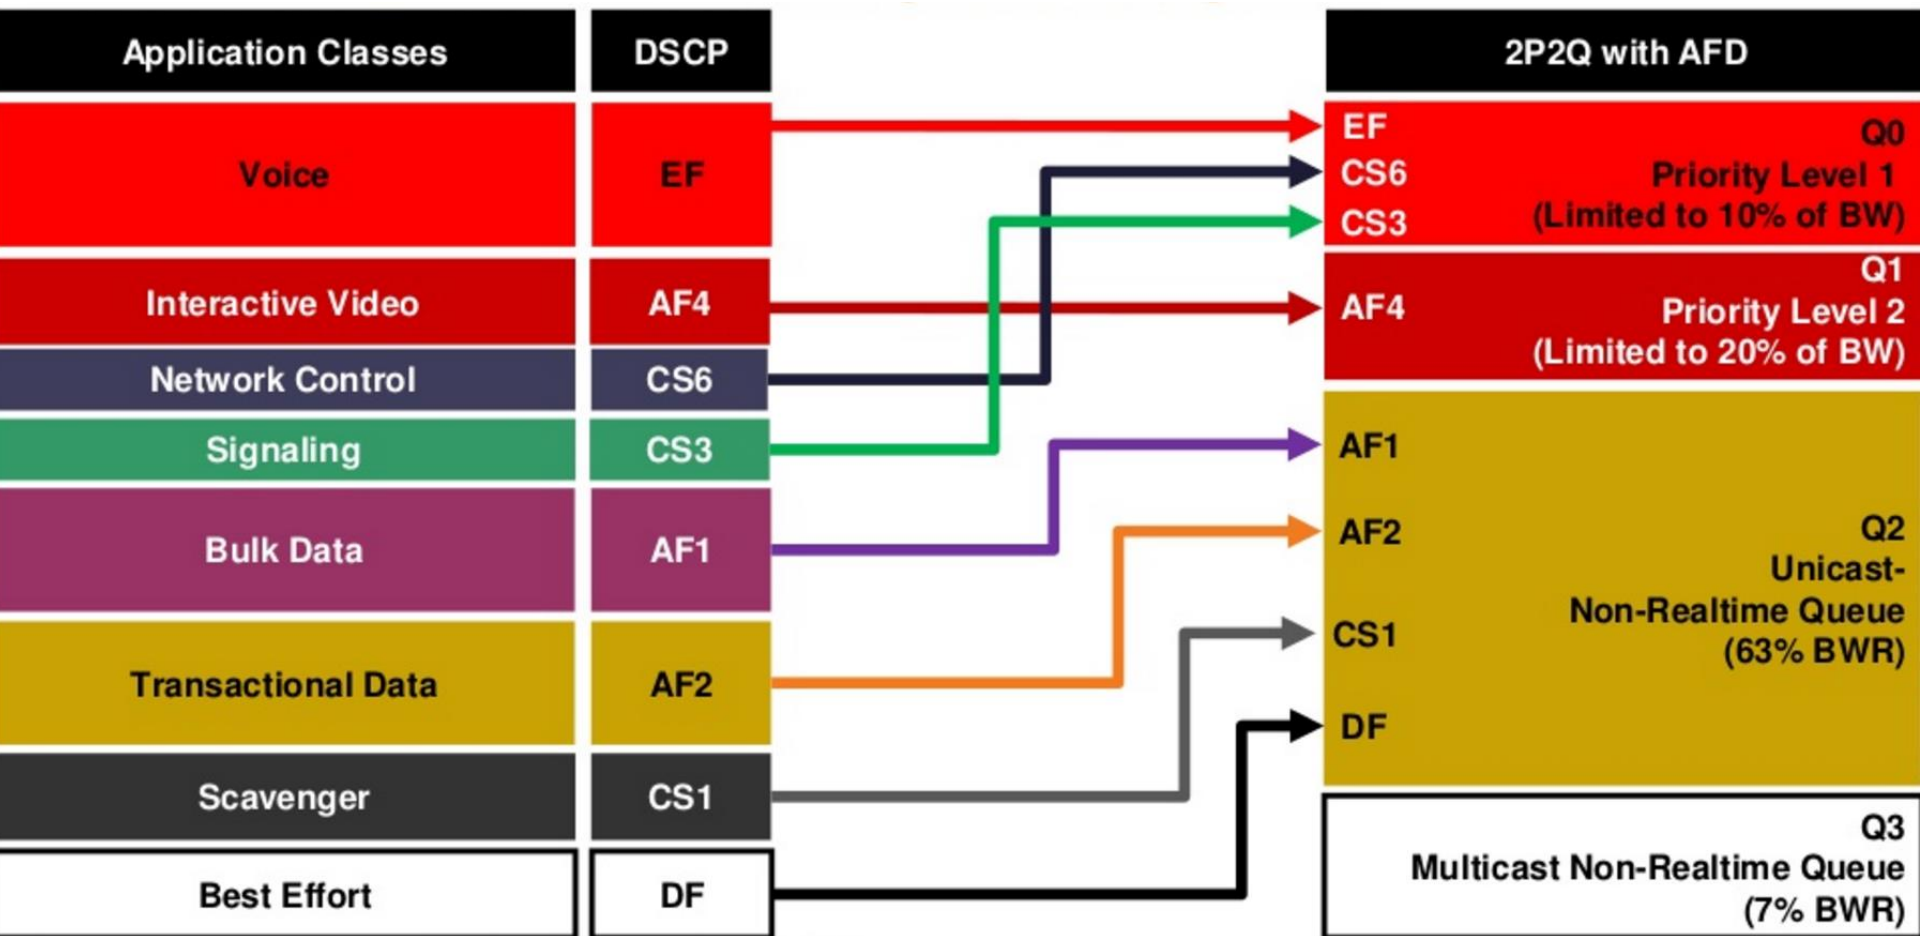 Application Classes
DSCP
2P2Q with AFD
Voice
EF
Interactive Video
AF4
Network Control
CS6
Signaling
CS3
Bulk Data
AF1
Transactional Data
AF2
Scavenger
CS1
Best Effort
DF
EF
CS6
CS3
Q0
Priority Level 1
(Limited to 10% of BW)
AF4
Q1
Priority Level 2
(Limited to 20% of BW)
AF1
AF2
CS1
DF
Q2
Unicast-
Non-Realtime Queue
(63% BWR)
Q3
Multicast Non-Realtime Queue
(7% BWR)